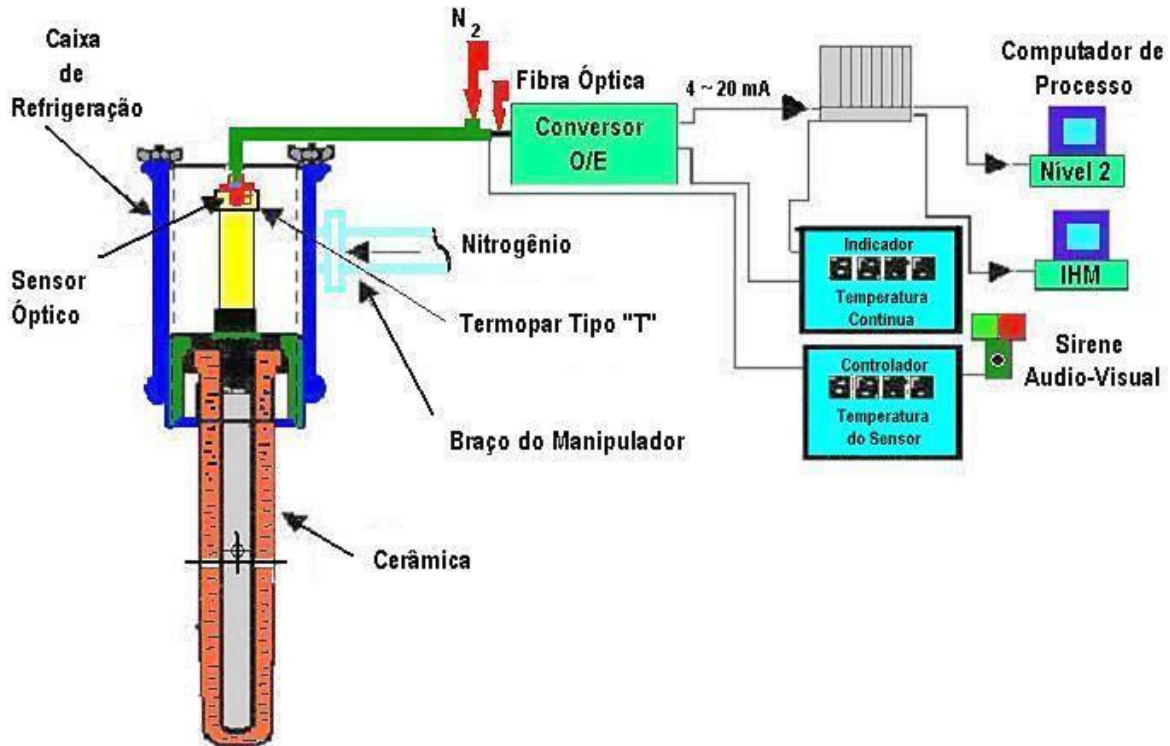 Caixa
de
Refrigeração
N2
Fibra Óptica
Conversor
O/E
4 ~ 20 mA
Computador de
Processo
Nível 2
IHM
Sensor
Óptico
Nitrogênio
Termopar Tipo "T"
Braço do Manipulador
Cerâmica
Indicador
Temperatura
Contínua
Controlador
Temperatura
do Sensor
Sirene
Audio-Visual